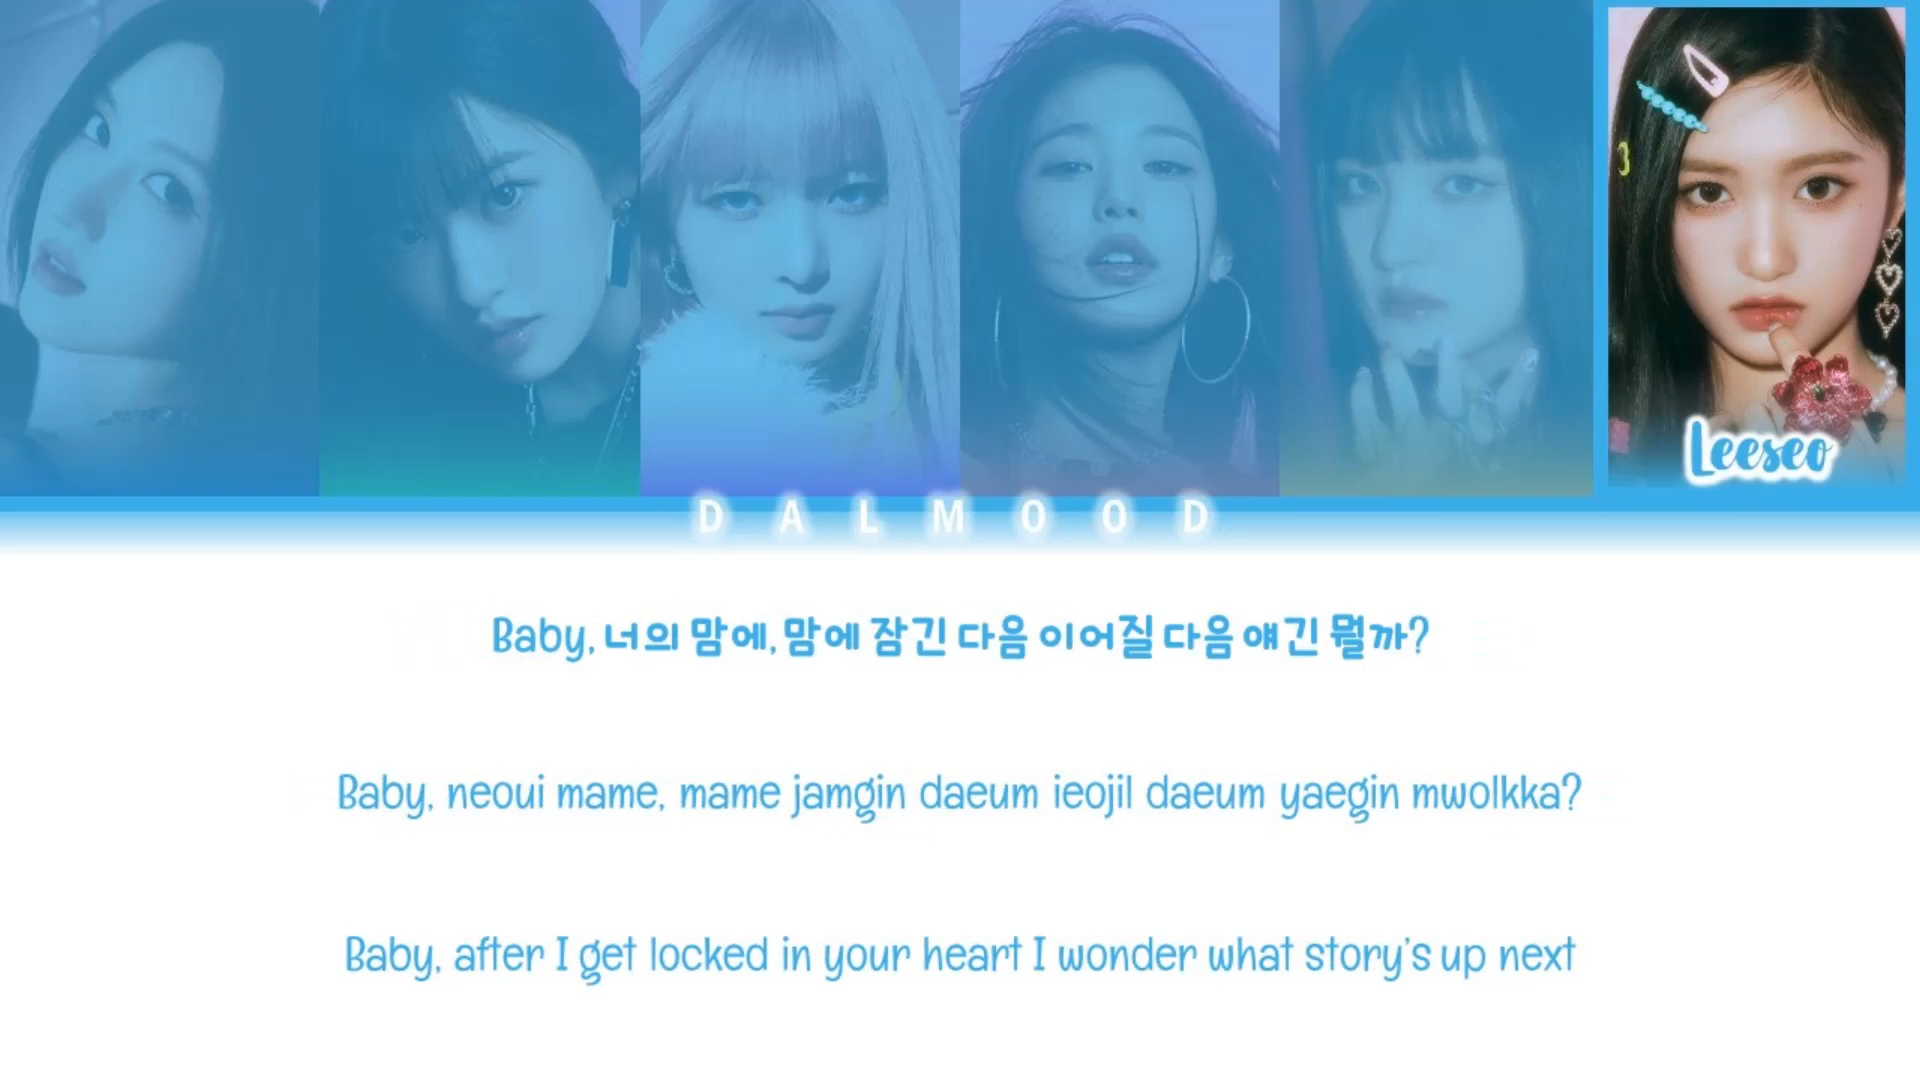 Leeseo
DALMOOD
Baby, 너의 맘에, 맘에 잠긴 다음 이어질 다음 얘긴 뭘까?
Baby, neoui mame, mame jamgin daeum ieojil daeum yaegin mwolkka?
Baby, after I get locked in your heart I wonder what story's up next